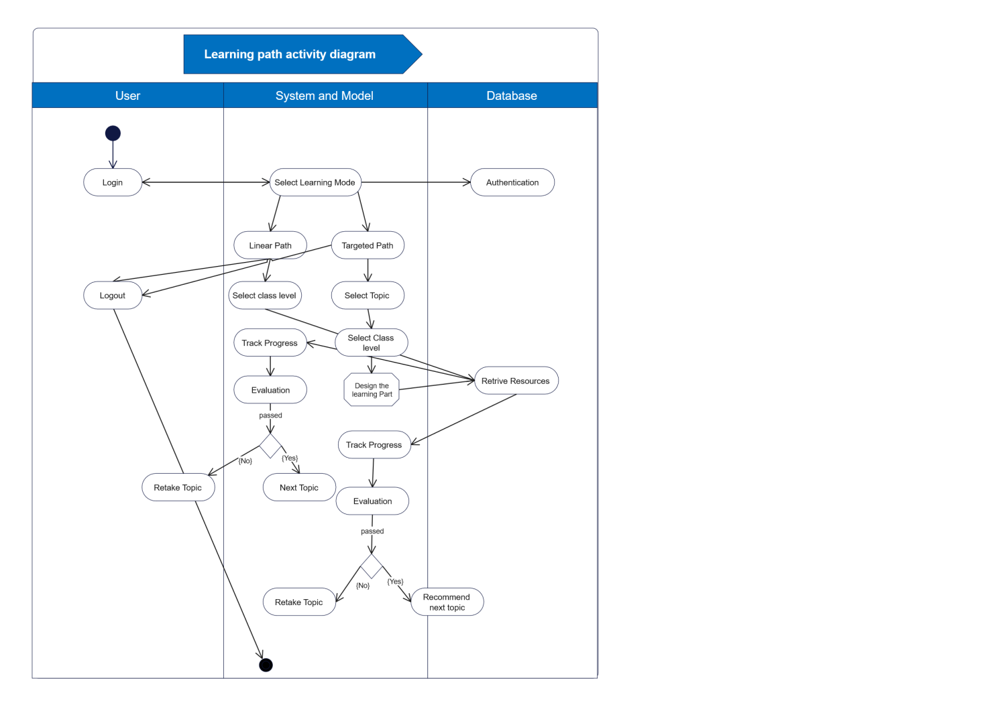 Learning path activity diagram
User
System and Model
Database
Login
Select Learning Mode
Authentication
Linear Path
Targeted Path
Logout
Select class level
Select Topic
Track Progress
Select Class
level
Retrive Resources
Evaluation
Design the
learning Part
passed
Track Progress
{No}
{Yes}
Retake Topic
Next Topic
Evaluation
passed
{No}
{Yes}
Retake Topic
Recommend
next topic